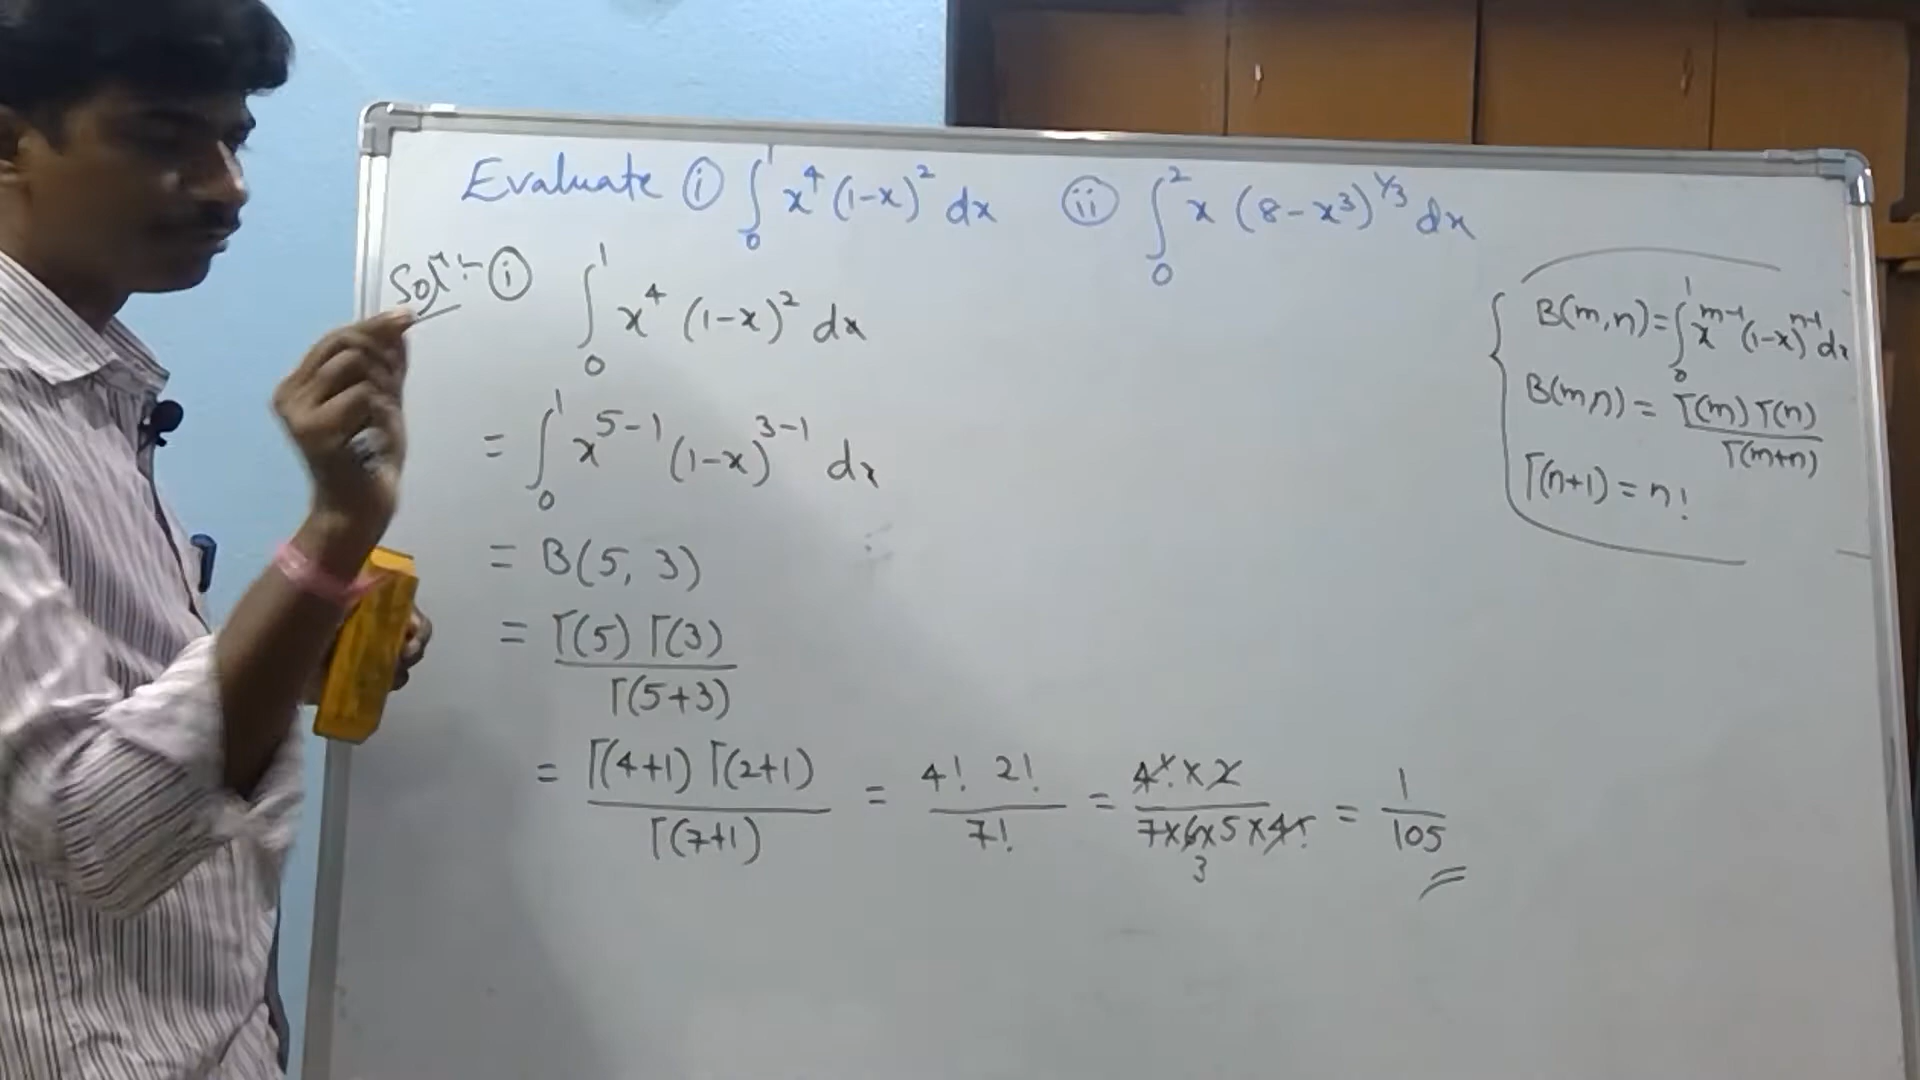 Evaluate (i) ∫₀¹ x⁴ (1-x)² dx (ii) ∫₀² x (8-x³)^1/3 dx
Solⁿ:- (i) ∫₀¹ x⁴ (1-x)² dx
= ∫₀¹ x^5-1 (1-x)^3-1 dx
= B(5, 3)
= Γ(5) Γ(3) / Γ(5+3)
= Γ(4+1) Γ(2+1) / Γ(7+1) = 4! 2! / 7! = 4! × 2 / 7×6×5×4! = 1 / 105
3
B(m,n) = ∫₀¹ x^m-1 (1-x)^n-1 dx
B(m,n) = Γ(m) Γ(n) / Γ(m+n)
Γ(n+1) = n!